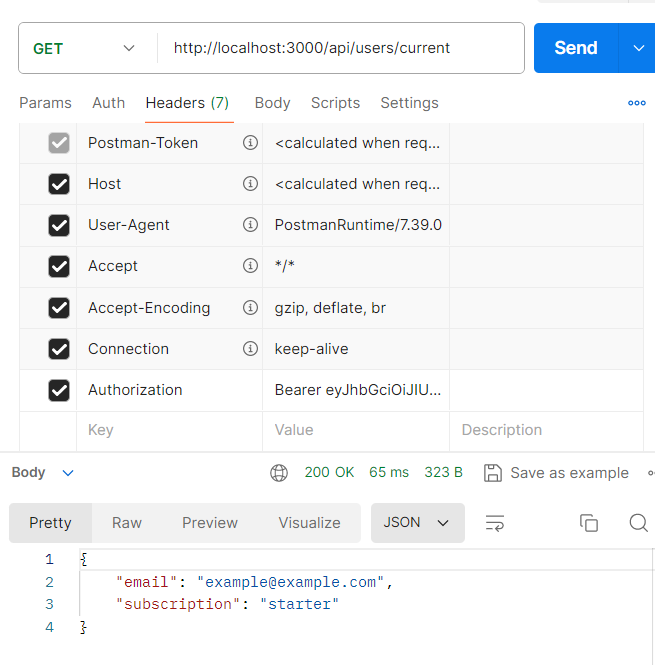 GET http://localhost:3000/api/users/current Send
Params Auth Headers (7) Body Scripts Settings
Postman-Token <calculated when req...
Host <calculated when req...
User-Agent PostmanRuntime/7.39.0
Accept */*
Accept-Encoding gzip, deflate, br
Connection keep-alive
Authorization Bearer eyJhbGciOiJIU...
Key Value Description
Body 200 OK 65 ms 323 B Save as example
Pretty Raw Preview Visualize JSON
1 {
2 "email": "example@example.com",
3 "subscription": "starter"
4 }